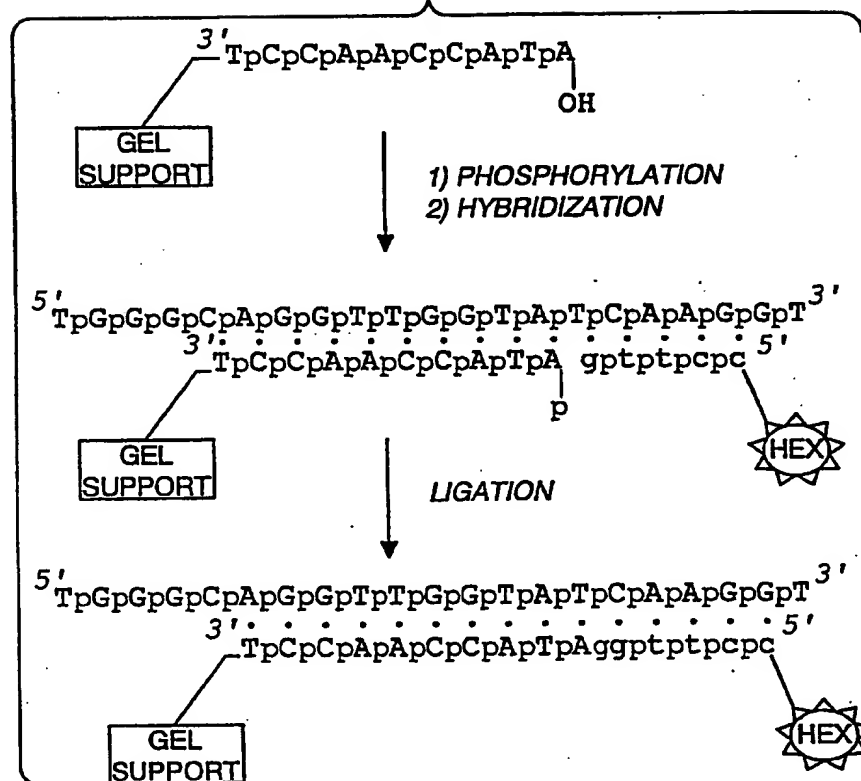 3'
TpCpCpApApCpCpApTpA
OH
GEL
SUPPORT
1) PHOSPHORYLATION
2) HYBRIDIZATION
5' TpGpGpGpCpApGpGpTpTpGpGpTpApTpCpApApGpGpT 3'
3' TpCpCpApApCpCpApTpA gptptpcpc 5'
p
GEL
SUPPORT
HEX
LIGATION
5' TpGpGpGpCpApGpGpTpTpGpGpTpApTpCpApApGpGpT 3'
3' TpCpCpApApCpCpApTpAggptptpcpc 5'
GEL
SUPPORT
HEX